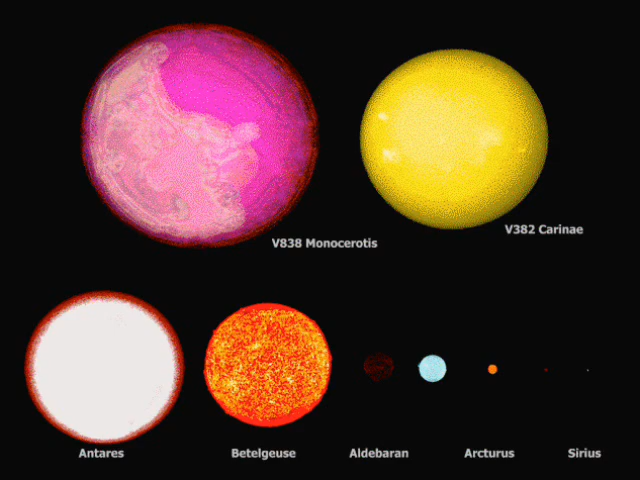 V838 Monocerotis
V382 Carinae
Antares
Betelgeuse
Aldebaran
Arcturus
Sirius